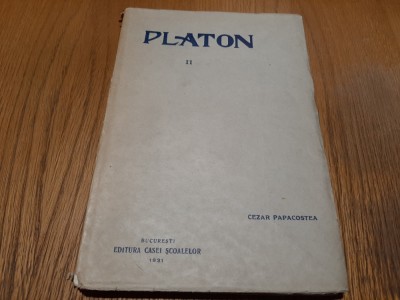 PLATON
II
CEZAR PAPACOSTEA
BUCUREȘTI
EDITURA CASEI ȘCOALELOR
1931